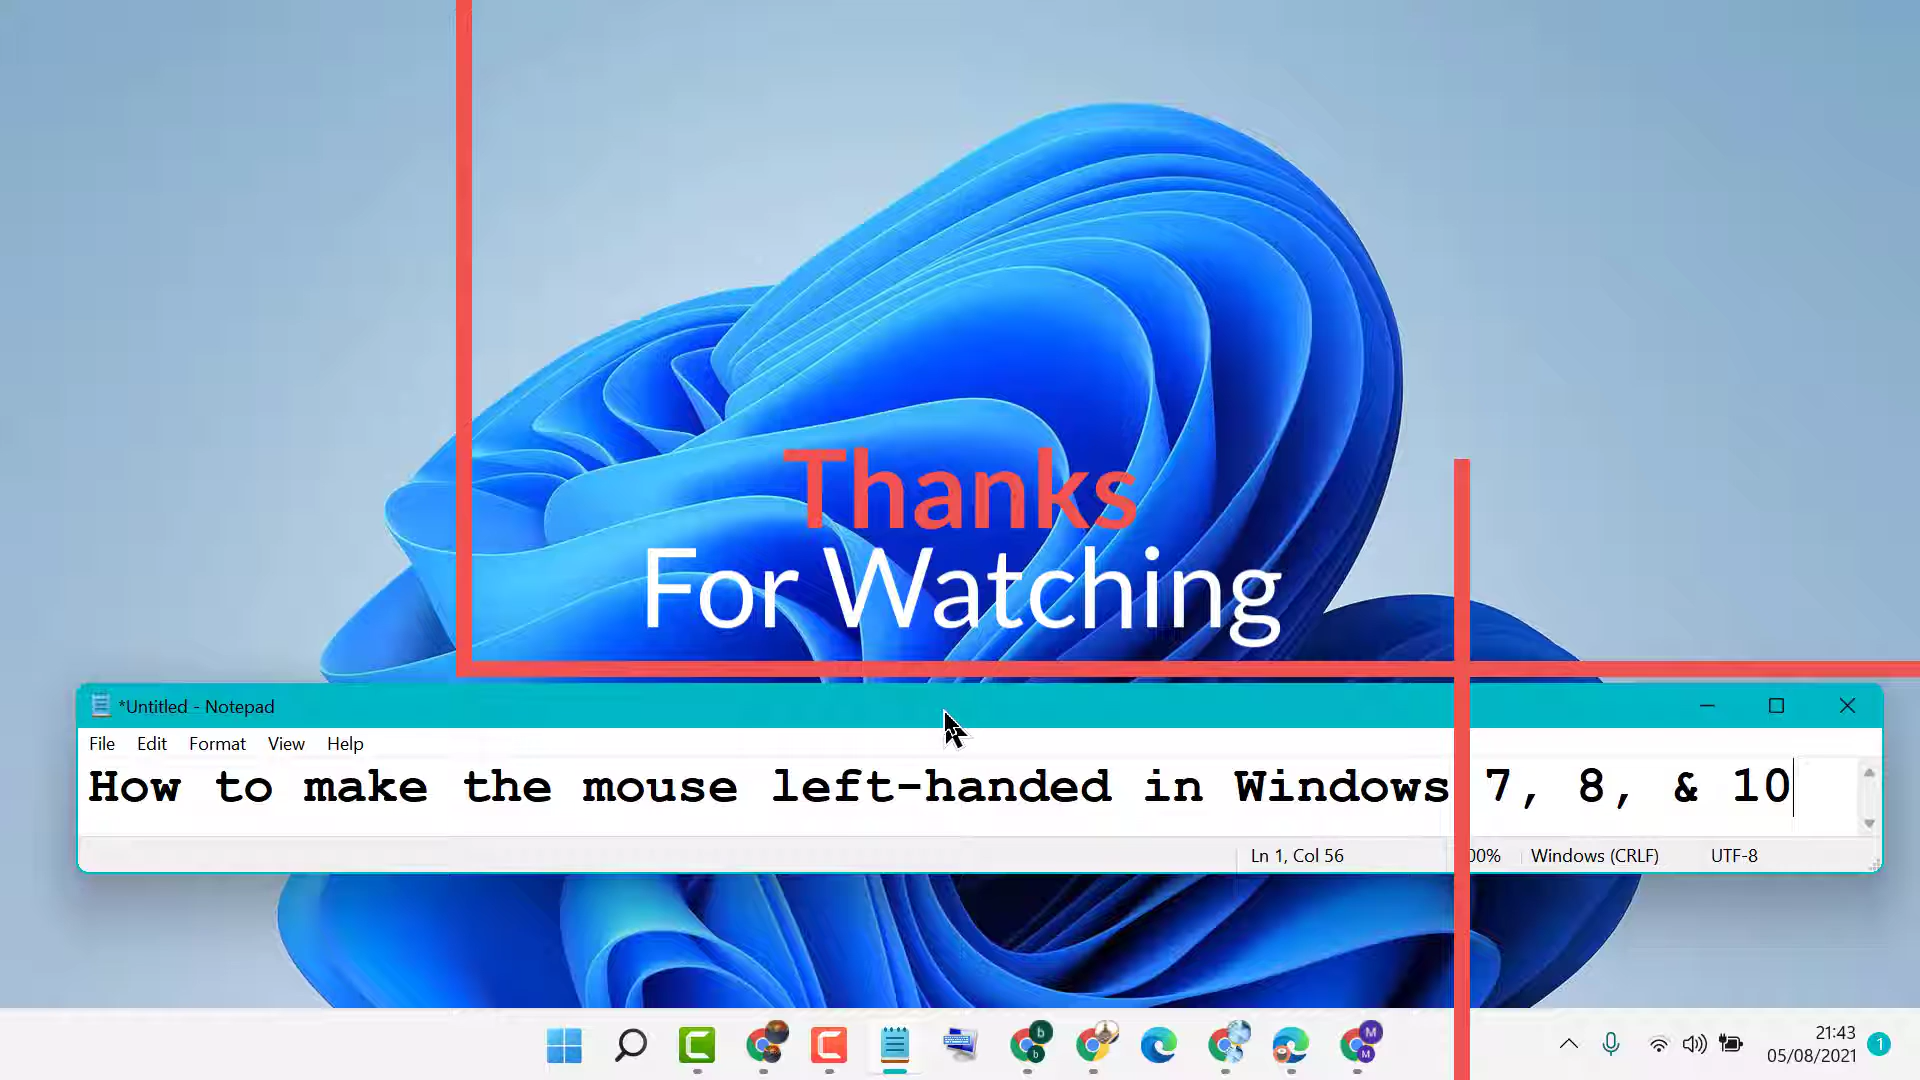 Thanks
For Watching
*Untitled - Notepad
File Edit Format View Help
How to make the mouse left-handed in Windows 7, 8, & 10
Ln 1, Col 56 00% Windows (CRLF) UTF-8
b
b
M
M
21:43
05/08/2021
1